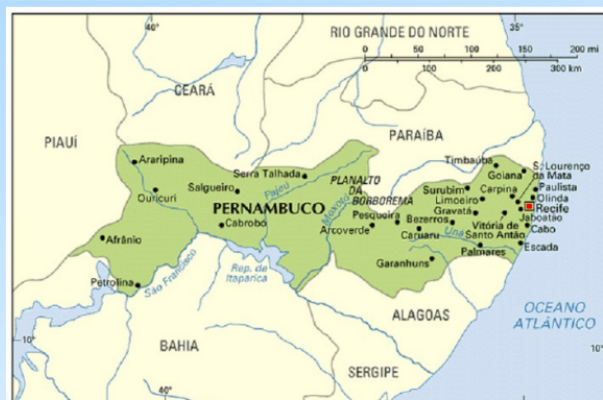 40°
35°
RIO GRANDE DO NORTE
0 50 100 150 200 mi
0 100 200 300 km
CEARÁ
PIAUÍ
PARAÍBA
Araripina
Serra Talhada
PLANALTO
DA
BORBOREMA
Timbaúba
Goiana
S. Lourenço
da Mata
Ouricuri
Salgueiro
Pajeú
Moxotó
Surubim
Carpina
Paulista
Limoeiro
Olinda
PERNAMBUCO
Pesqueira
Gravatá
Recife
Bezerros
Jaboatão
Cabrobó
Arcoverde
Caruaru
Una
Vitória de
Santo Antão
Cabo
Afrânio
Palmares
Escada
Garanhuns
São Francisco
Rep. de
Itaparica
Petrolina
ALAGOAS
OCEANO
ATLÂNTICO
10°
BAHIA
10°
SERGIPE
40°